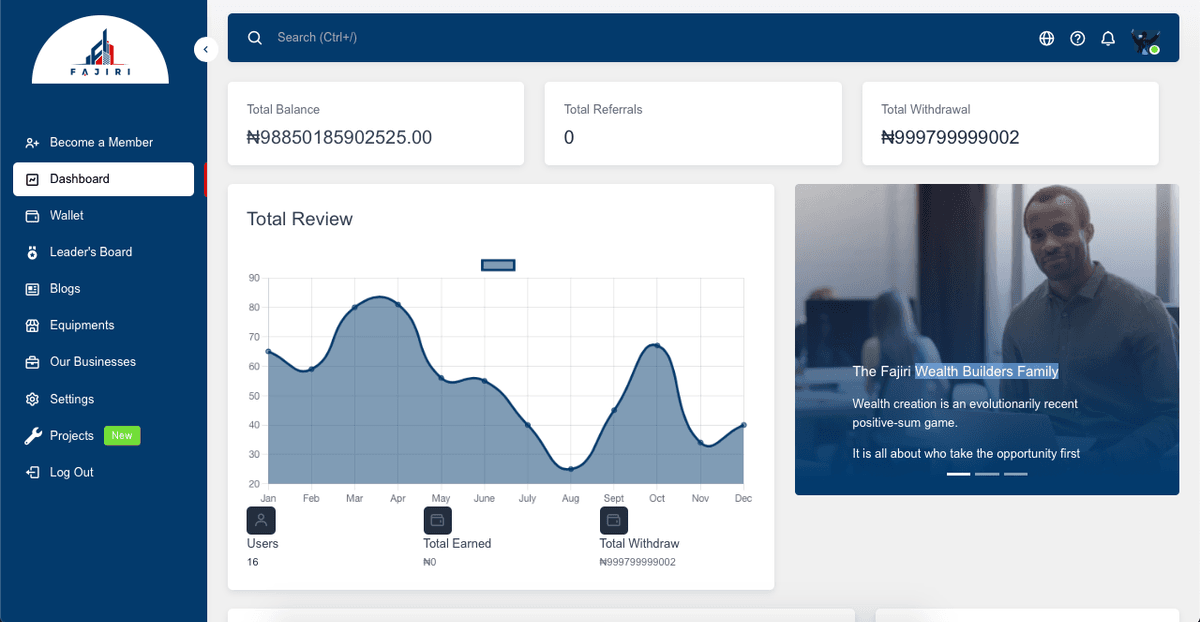 FAJIRI
Search (Ctrl+/)
Become a Member
Dashboard
Wallet
Leader's Board
Blogs
Equipments
Our Businesses
Settings
Projects New
Log Out
Total Balance
₦98850185902525.00
Total Referrals
0
Total Withdrawal
₦999799999002
Total Review
90
80
70
60
50
40
30
20
Jan Feb Mar Apr May June July Aug Sept Oct Nov Dec
Users
16
Total Earned
₦0
Total Withdraw
₦999799999002
The Fajiri Wealth Builders Family
Wealth creation is an evolutionarily recent
positive-sum game.
It is all about who take the opportunity first